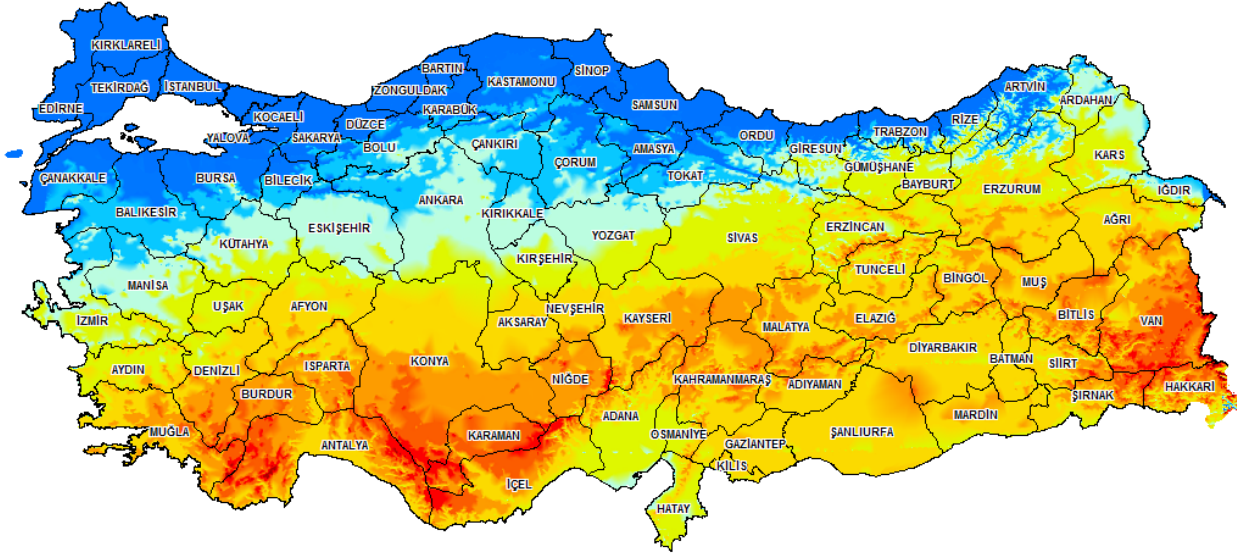 KIRKLARELİ
TEKİRDAĞ
İSTANBUL
EDİRNE
KOCAELİ
YALOVA
SAKARYA
DÜZCE
ZONGULDAK
BARTIN
KARABÜK
KASTAMONU
SİNOP
SAMSUN
ORDU
GİRESUN
TRABZON
RİZE
ARTVİN
ARDAHAN
ÇANAKKALE
BURSA
BİLECİK
BOLU
ÇANKIRI
ÇORUM
AMASYA
TOKAT
GÜMÜŞHANE
BAYBURT
ERZURUM
KARS
IĞDIR
BALIKESİR
KÜTAHYA
ESKİŞEHİR
ANKARA
KIRIKKALE
YOZGAT
SİVAS
ERZİNCAN
AĞRI
MANİSA
UŞAK
AFYON
KIRŞEHİR
NEVŞEHİR
KAYSERİ
MALATYA
TUNCELİ
ELAZIĞ
BİNGÖL
MUŞ
BİTLİS
VAN
İZMİR
AYDIN
DENİZLİ
ISPARTA
BURDUR
KONYA
AKSARAY
NİĞDE
KAHRAMANMARAŞ
ADIYAMAN
DİYARBAKIR
BATMAN
SİİRT
ŞIRNAK
HAKKARİ
MUĞLA
ANTALYA
KARAMAN
İÇEL
ADANA
OSMANİYE
GAZİANTEP
KİLİS
ŞANLIURFA
MARDİN
HATAY